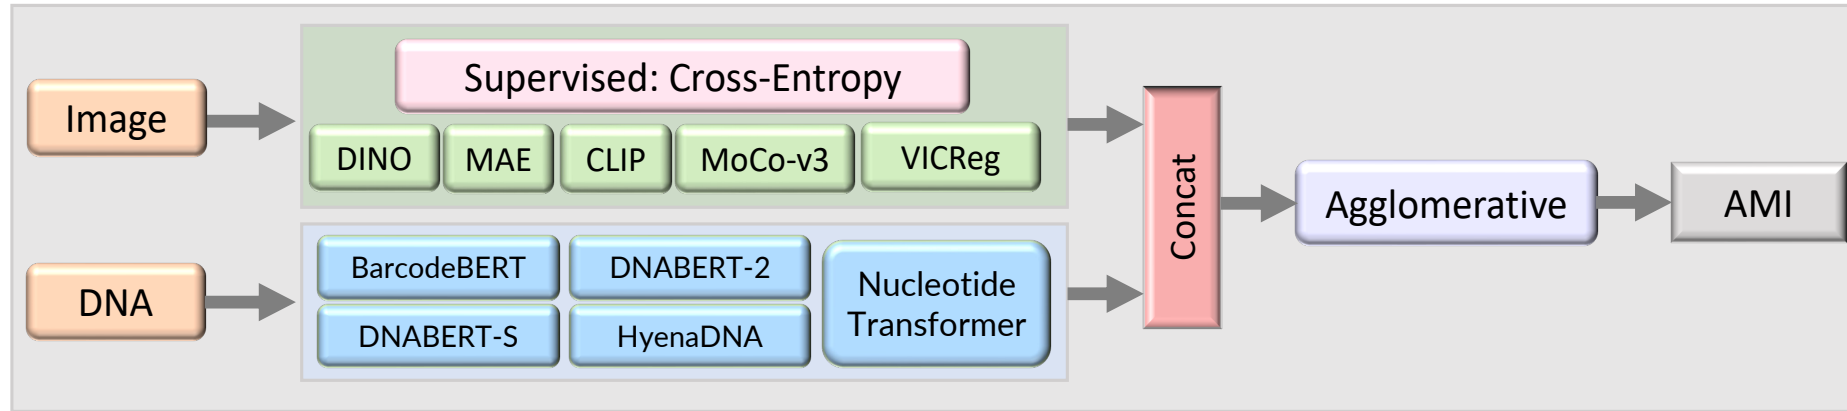 Image
Supervised: Cross-Entropy
DINO
MAE
CLIP
MoCo-v3
VICReg
DNA
BarcodeBERT
DNABERT-2
DNABERT-S
HyenaDNA
Nucleotide
Transformer
Concat
Agglomerative
AMI